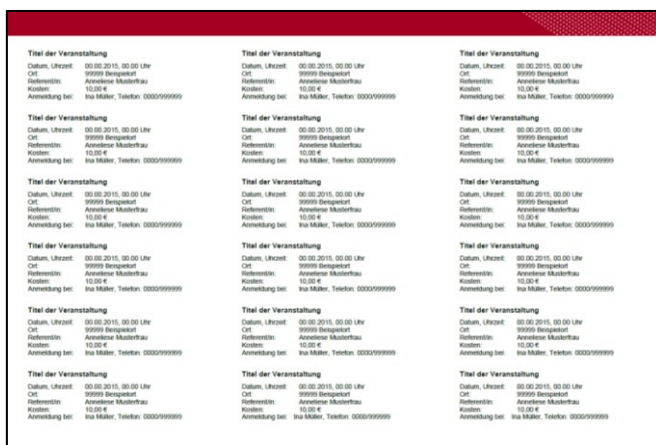 Titel der Veranstaltung
Datum, Uhrzeit: 00.00.2015, 00.00 Uhr
Ort: 99999 Beispielort
Referent/in: Anneliese Musterfrau
Kosten: 10,00 €
Anmeldung bei: Ina Müller, Telefon: 0000/999999
Titel der Veranstaltung
Datum, Uhrzeit: 00.00.2015, 00.00 Uhr
Ort: 99999 Beispielort
Referent/in: Anneliese Musterfrau
Kosten: 10,00 €
Anmeldung bei: Ina Müller, Telefon: 0000/999999
Titel der Veranstaltung
Datum, Uhrzeit: 00.00.2015, 00.00 Uhr
Ort: 99999 Beispielort
Referent/in: Anneliese Musterfrau
Kosten: 10,00 €
Anmeldung bei: Ina Müller, Telefon: 0000/999999
Titel der Veranstaltung
Datum, Uhrzeit: 00.00.2015, 00.00 Uhr
Ort: 99999 Beispielort
Referent/in: Anneliese Musterfrau
Kosten: 10,00 €
Anmeldung bei: Ina Müller, Telefon: 0000/999999
Titel der Veranstaltung
Datum, Uhrzeit: 00.00.2015, 00.00 Uhr
Ort: 99999 Beispielort
Referent/in: Anneliese Musterfrau
Kosten: 10,00 €
Anmeldung bei: Ina Müller, Telefon: 0000/999999
Titel der Veranstaltung
Datum, Uhrzeit: 00.00.2015, 00.00 Uhr
Ort: 99999 Beispielort
Referent/in: Anneliese Musterfrau
Kosten: 10,00 €
Anmeldung bei: Ina Müller, Telefon: 0000/999999
Titel der Veranstaltung
Datum, Uhrzeit: 00.00.2015, 00.00 Uhr
Ort: 99999 Beispielort
Referent/in: Anneliese Musterfrau
Kosten: 10,00 €
Anmeldung bei: Ina Müller, Telefon: 0000/999999
Titel der Veranstaltung
Datum, Uhrzeit: 00.00.2015, 00.00 Uhr
Ort: 99999 Beispielort
Referent/in: Anneliese Musterfrau
Kosten: 10,00 €
Anmeldung bei: Ina Müller, Telefon: 0000/999999
Titel der Veranstaltung
Datum, Uhrzeit: 00.00.2015, 00.00 Uhr
Ort: 99999 Beispielort
Referent/in: Anneliese Musterfrau
Kosten: 10,00 €
Anmeldung bei: Ina Müller, Telefon: 0000/999999
Titel der Veranstaltung
Datum, Uhrzeit: 00.00.2015, 00.00 Uhr
Ort: 99999 Beispielort
Referent/in: Anneliese Musterfrau
Kosten: 10,00 €
Anmeldung bei: Ina Müller, Telefon: 0000/999999
Titel der Veranstaltung
Datum, Uhrzeit: 00.00.2015, 00.00 Uhr
Ort: 99999 Beispielort
Referent/in: Anneliese Musterfrau
Kosten: 10,00 €
Anmeldung bei: Ina Müller, Telefon: 0000/999999
Titel der Veranstaltung
Datum, Uhrzeit: 00.00.2015, 00.00 Uhr
Ort: 99999 Beispielort
Referent/in: Anneliese Musterfrau
Kosten: 10,00 €
Anmeldung bei: Ina Müller, Telefon: 0000/999999
Titel der Veranstaltung
Datum, Uhrzeit: 00.00.2015, 00.00 Uhr
Ort: 99999 Beispielort
Referent/in: Anneliese Musterfrau
Kosten: 10,00 €
Anmeldung bei: Ina Müller, Telefon: 0000/999999
Titel der Veranstaltung
Datum, Uhrzeit: 00.00.2015, 00.00 Uhr
Ort: 99999 Beispielort
Referent/in: Anneliese Musterfrau
Kosten: 10,00 €
Anmeldung bei: Ina Müller, Telefon: 0000/999999
Titel der Veranstaltung
Datum, Uhrzeit: 00.00.2015, 00.00 Uhr
Ort: 99999 Beispielort
Referent/in: Anneliese Musterfrau
Kosten: 10,00 €
Anmeldung bei: Ina Müller, Telefon: 0000/999999
Titel der Veranstaltung
Datum, Uhrzeit: 00.00.2015, 00.00 Uhr
Ort: 99999 Beispielort
Referent/in: Anneliese Musterfrau
Kosten: 10,00 €
Anmeldung bei: Ina Müller, Telefon: 0000/999999
Titel der Veranstaltung
Datum, Uhrzeit: 00.00.2015, 00.00 Uhr
Ort: 99999 Beispielort
Referent/in: Anneliese Musterfrau
Kosten: 10,00 €
Anmeldung bei: Ina Müller, Telefon: 0000/999999
Titel der Veranstaltung
Datum, Uhrzeit: 00.00.2015, 00.00 Uhr
Ort: 99999 Beispielort
Referent/in: Anneliese Musterfrau
Kosten: 10,00 €
Anmeldung bei: Ina Müller, Telefon: 0000/999999